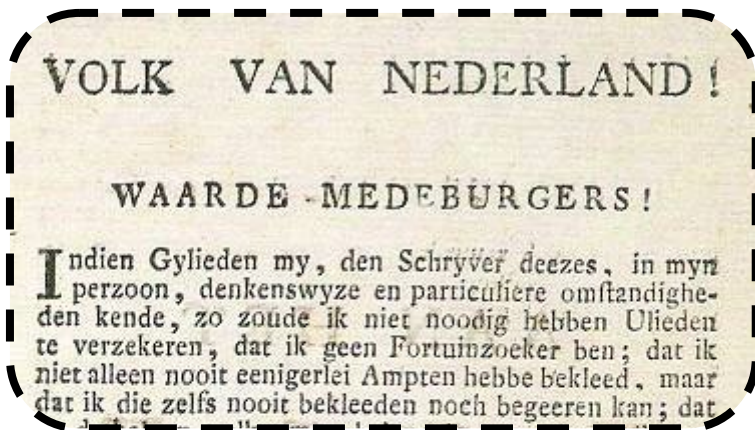 VOLK VAN NEDERLAND!
WAARDE MEDEBURGERS!
Indien Gylieden my, den Schryver deezes, in myn
perzoon, denkenswyze en particuliere omſtandighe-
den kende, zo zoude ik niet noodig hebben Ulieden
te verzekeren, dat ik geen Fortuinzoeker ben; dat ik
niet alleen nooit eenigerlei Ampten hebbe bekleed, maar
dat ik die zelfs nooit bekleeden noch begeeren kan; dat